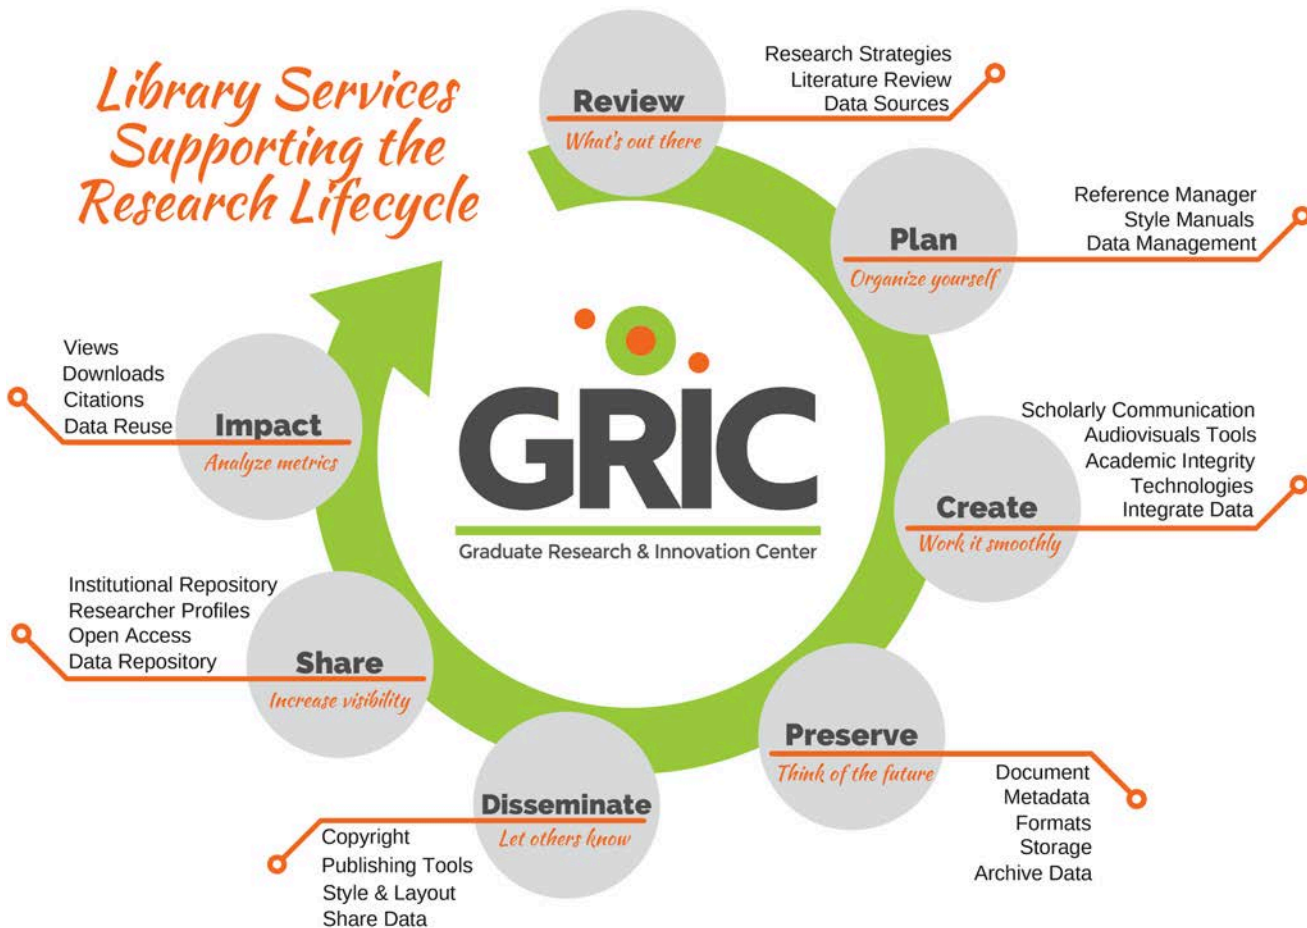 Library Services
Supporting the
Research Lifecycle
Review
What's out there
Research Strategies
Literature Review
Data Sources
Plan
Organize yourself
Reference Manager
Style Manuals
Data Management
Create
Work it smoothly
Scholarly Communication
Audiovisuals Tools
Academic Integrity
Technologies
Integrate Data
Preserve
Think of the future
Document
Metadata
Formats
Storage
Archive Data
Disseminate
Let others know
Copyright
Publishing Tools
Style & Layout
Share Data
Share
Increase visibility
Institutional Repository
Researcher Profiles
Open Access
Data Repository
Impact
Analyze metrics
Views
Downloads
Citations
Data Reuse
GRIC
Graduate Research & Innovation Center